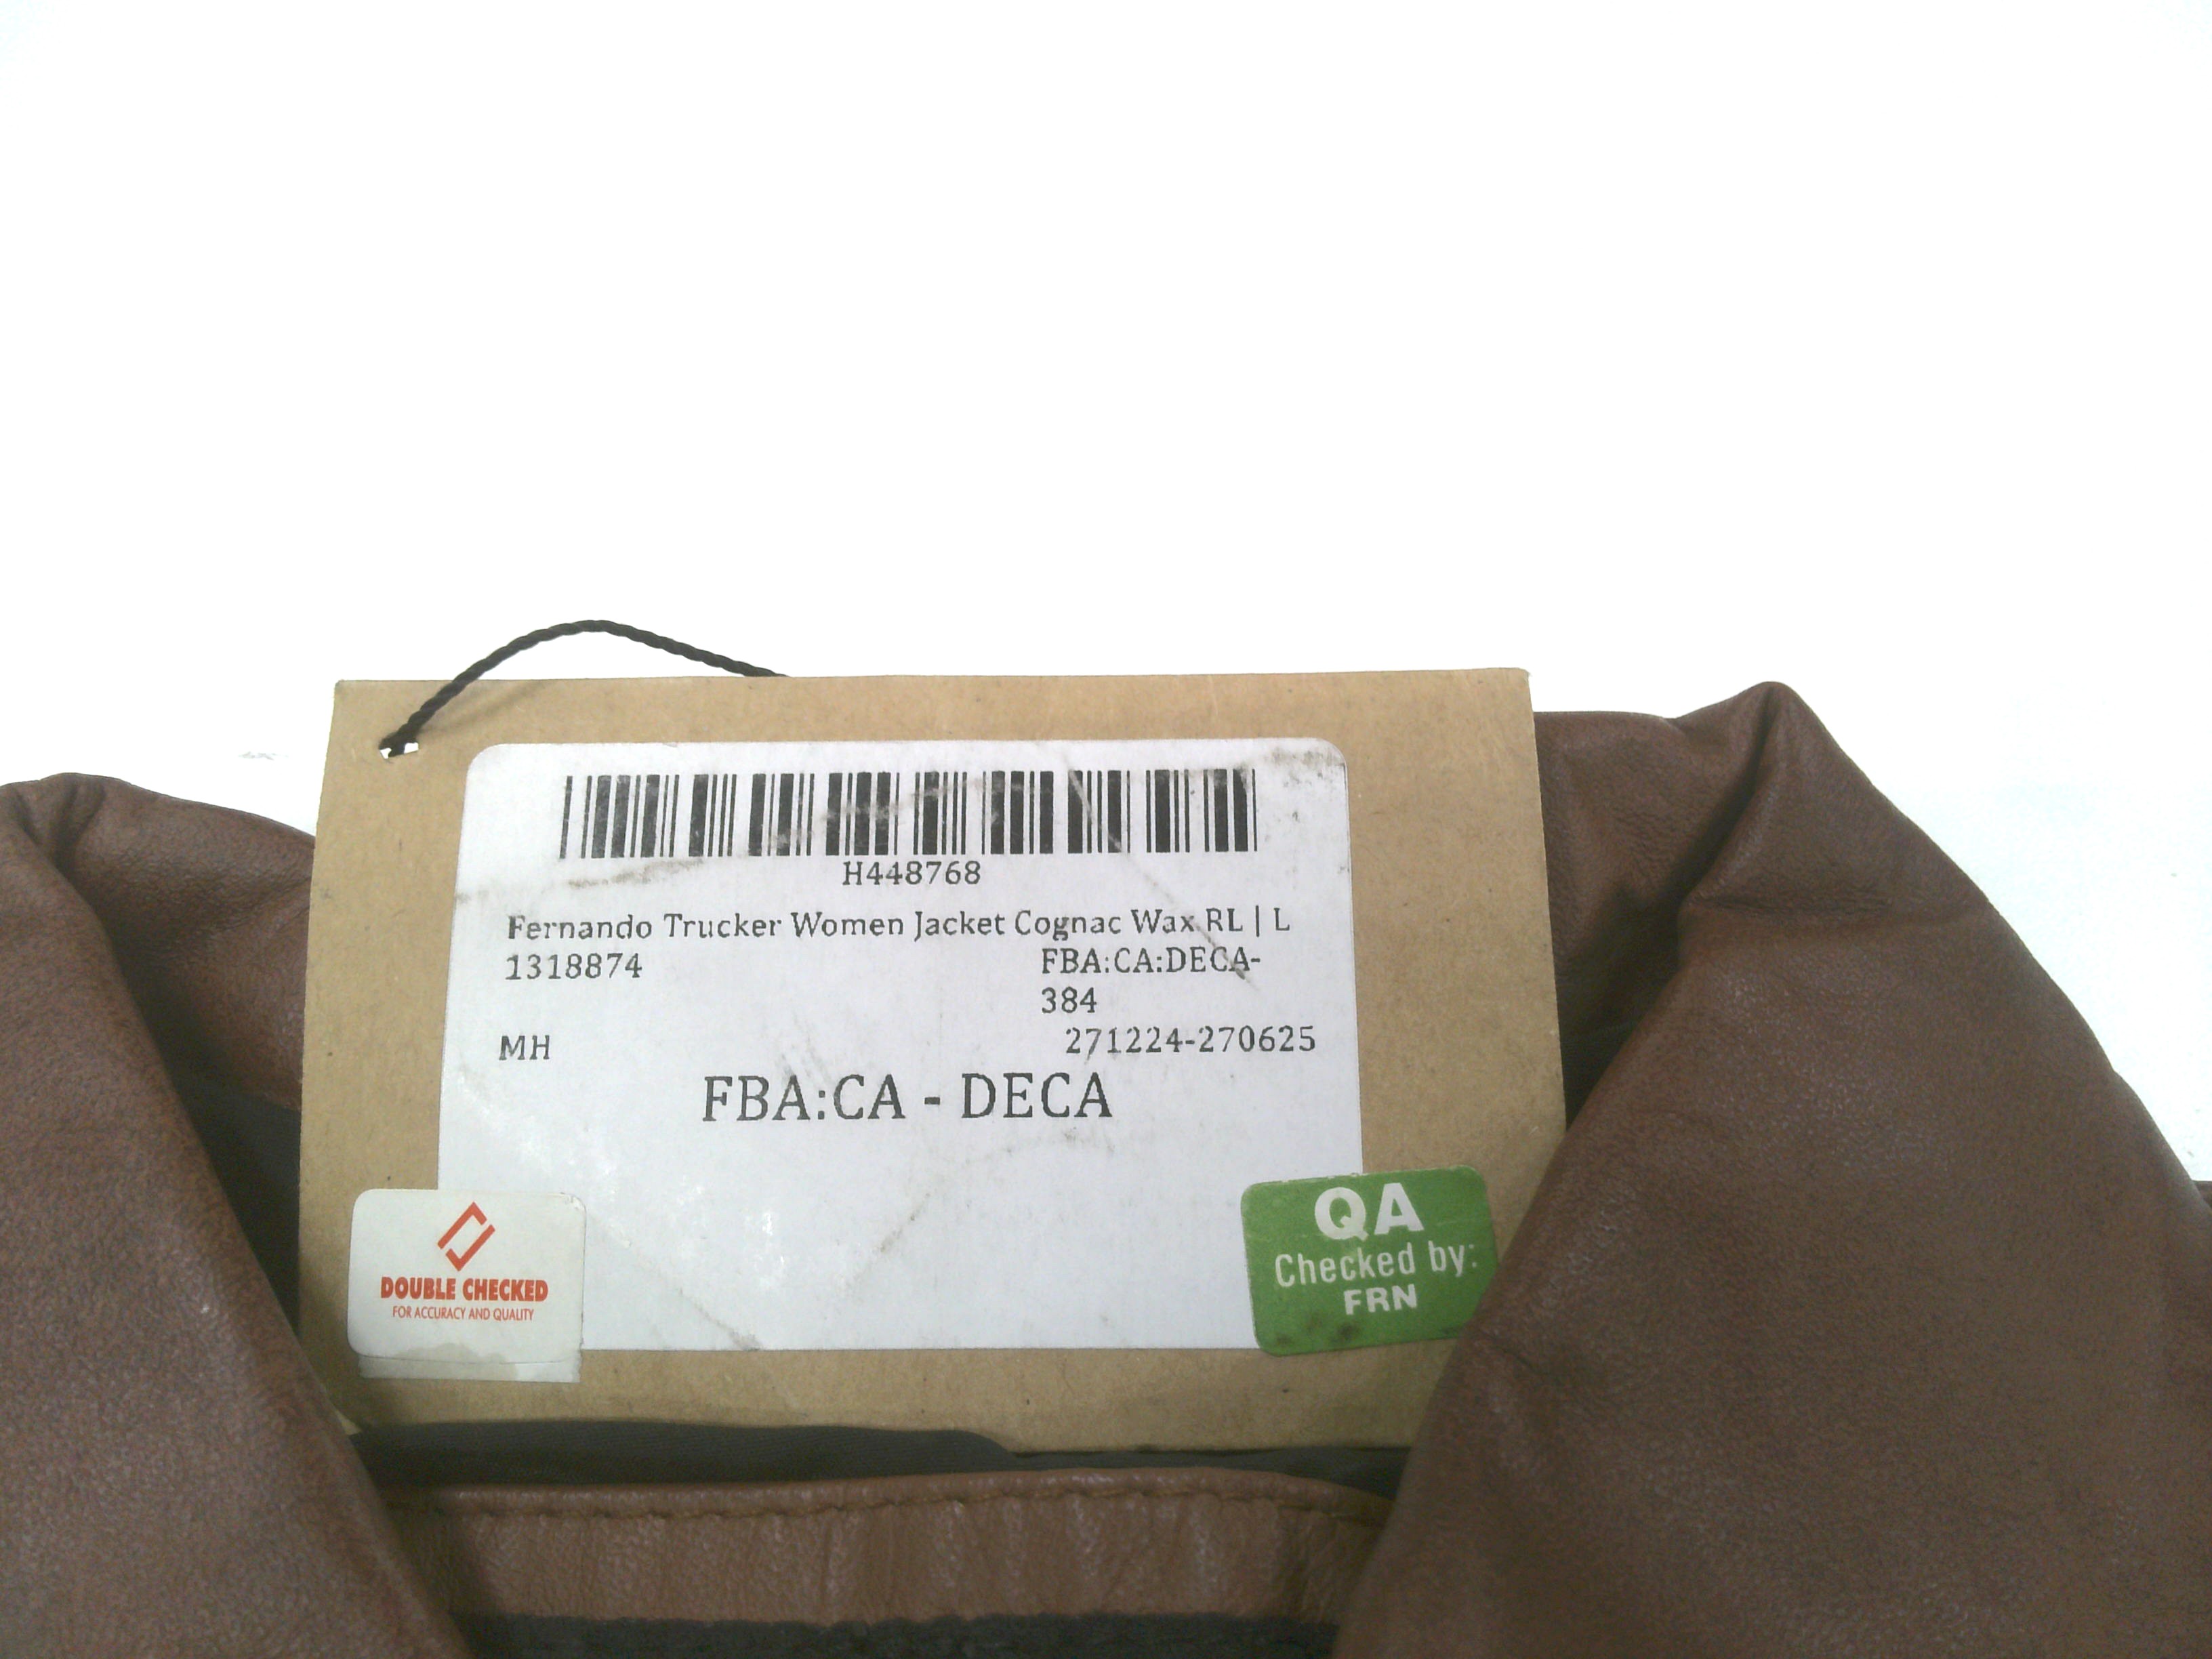 H448768
Fernando Trucker Women Jacket Cognac Wax RL | L
1318874 FBA:CA:DECA-
384
MH 271224-270625
FBA:CA - DECA
DOUBLE CHECKED
FOR ACCURACY AND QUALITY
QA
Checked by:
FRN